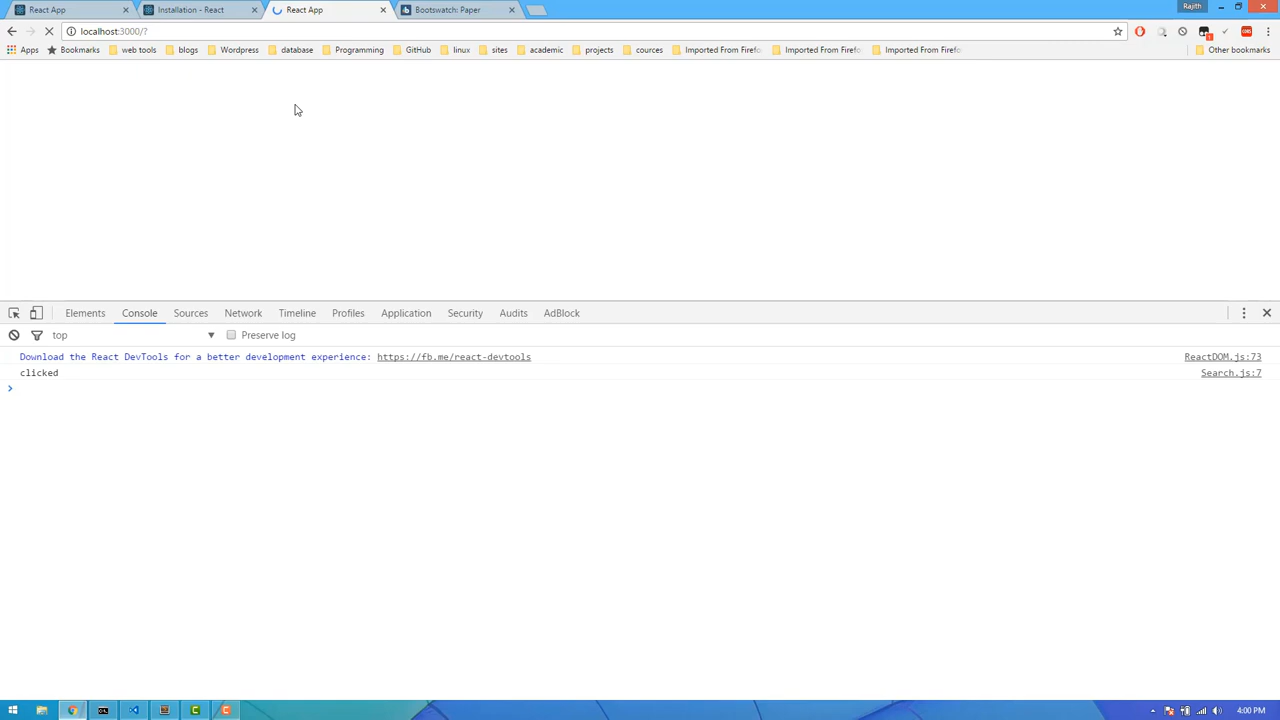 React App
Installation - React
React App
Bootswatch: Paper
Rajith
localhost:3000/?
Apps
Bookmarks
web tools
blogs
Wordpress
database
Programming
GitHub
linux
sites
academic
projects
cources
Imported From Firefo
Imported From Firefo
Imported From Firefo
Other bookmarks
Elements
Console
Sources
Network
Timeline
Profiles
Application
Security
Audits
AdBlock
top
Preserve log
Download the React DevTools for a better development experience: https://fb.me/react-devtools
ReactDOM.js:73
clicked
Search.js:7
4:00 PM